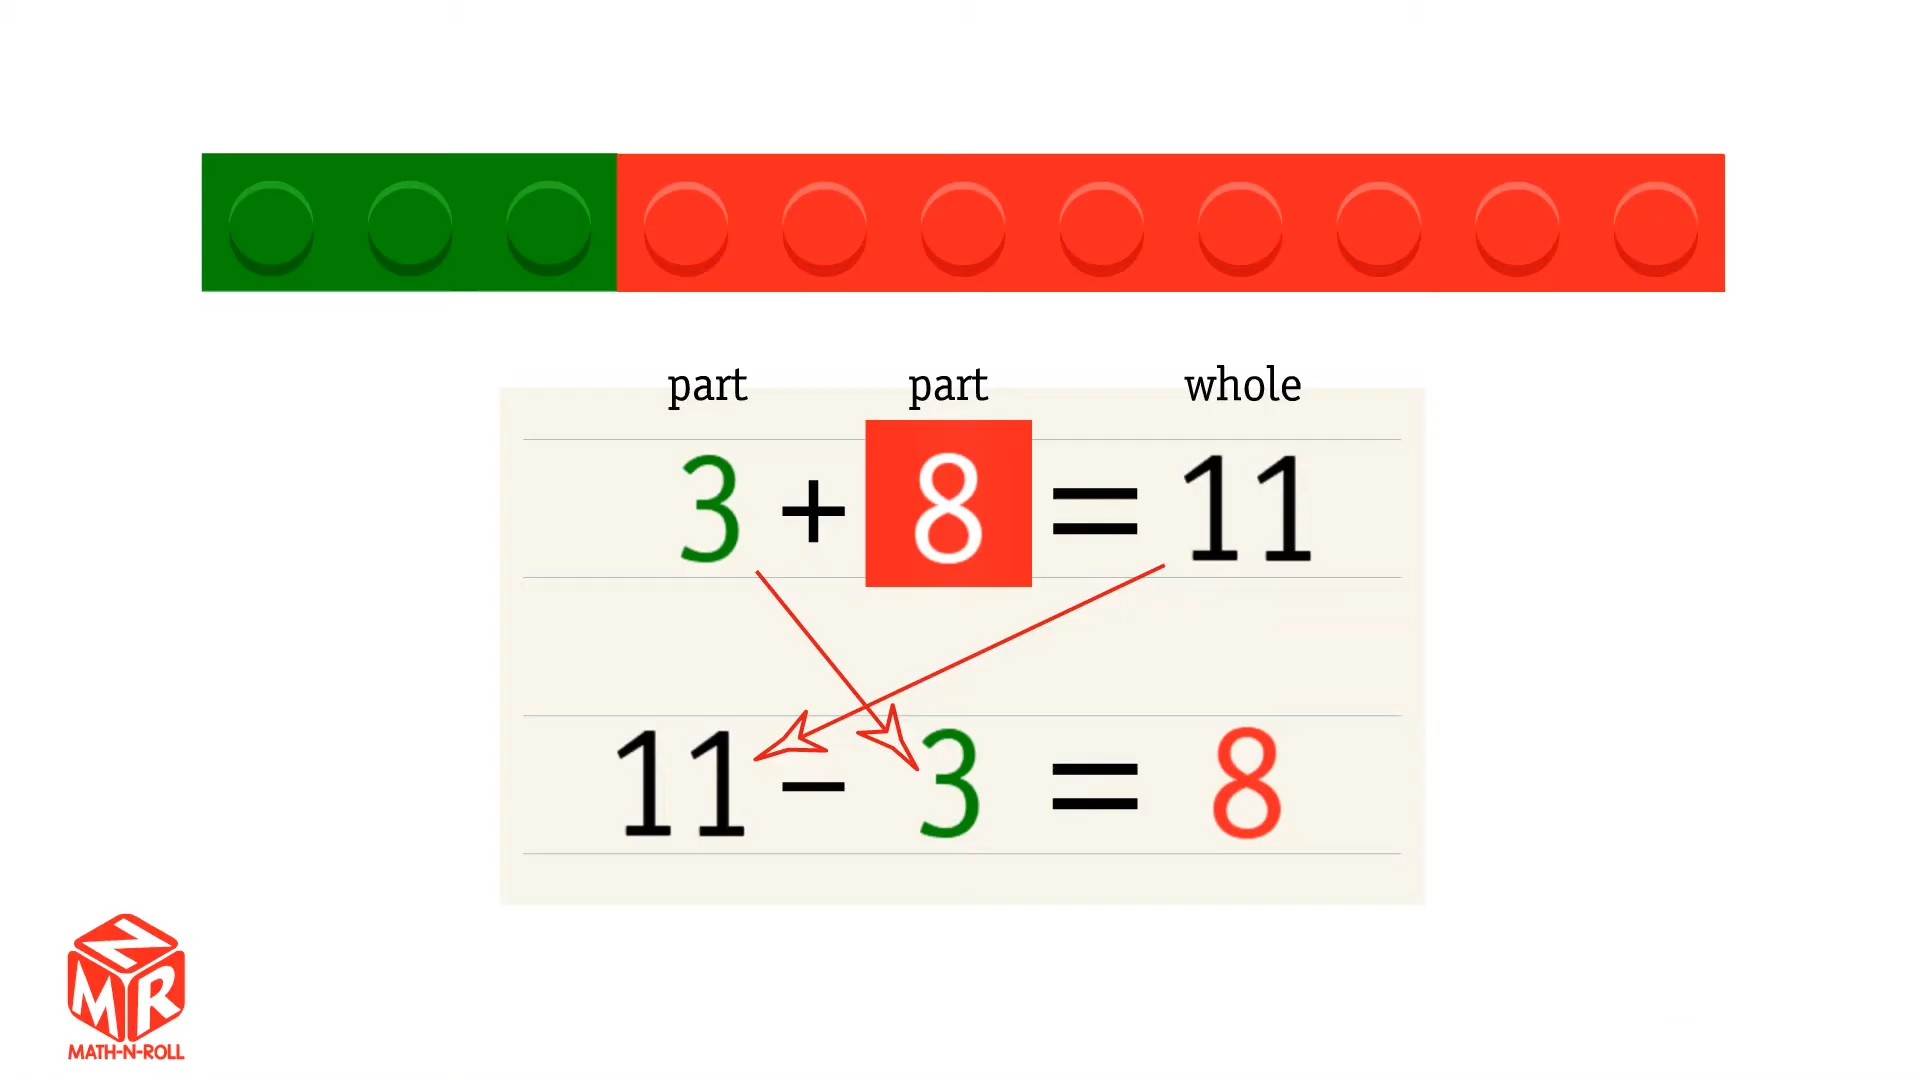 part part whole
3 + 8 = 11
11 - 3 = 8
N
M R
MATH-N-ROLL